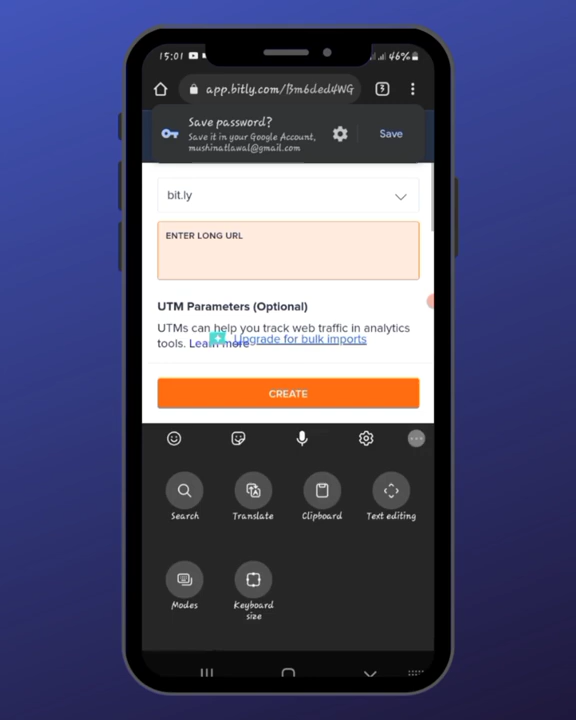 15:01
46%
app.bitly.com/Bm6ded4WG
Save password?
Save it in your Google Account,
mushinatlawal@gmail.com
Save
bit.ly
ENTER LONG URL
UTM Parameters (Optional)
UTMs can help you track web traffic in analytics
tools. Learn more
Upgrade for bulk imports
CREATE
Search
Translate
Clipboard
Text editing
Modes
Keyboard
size